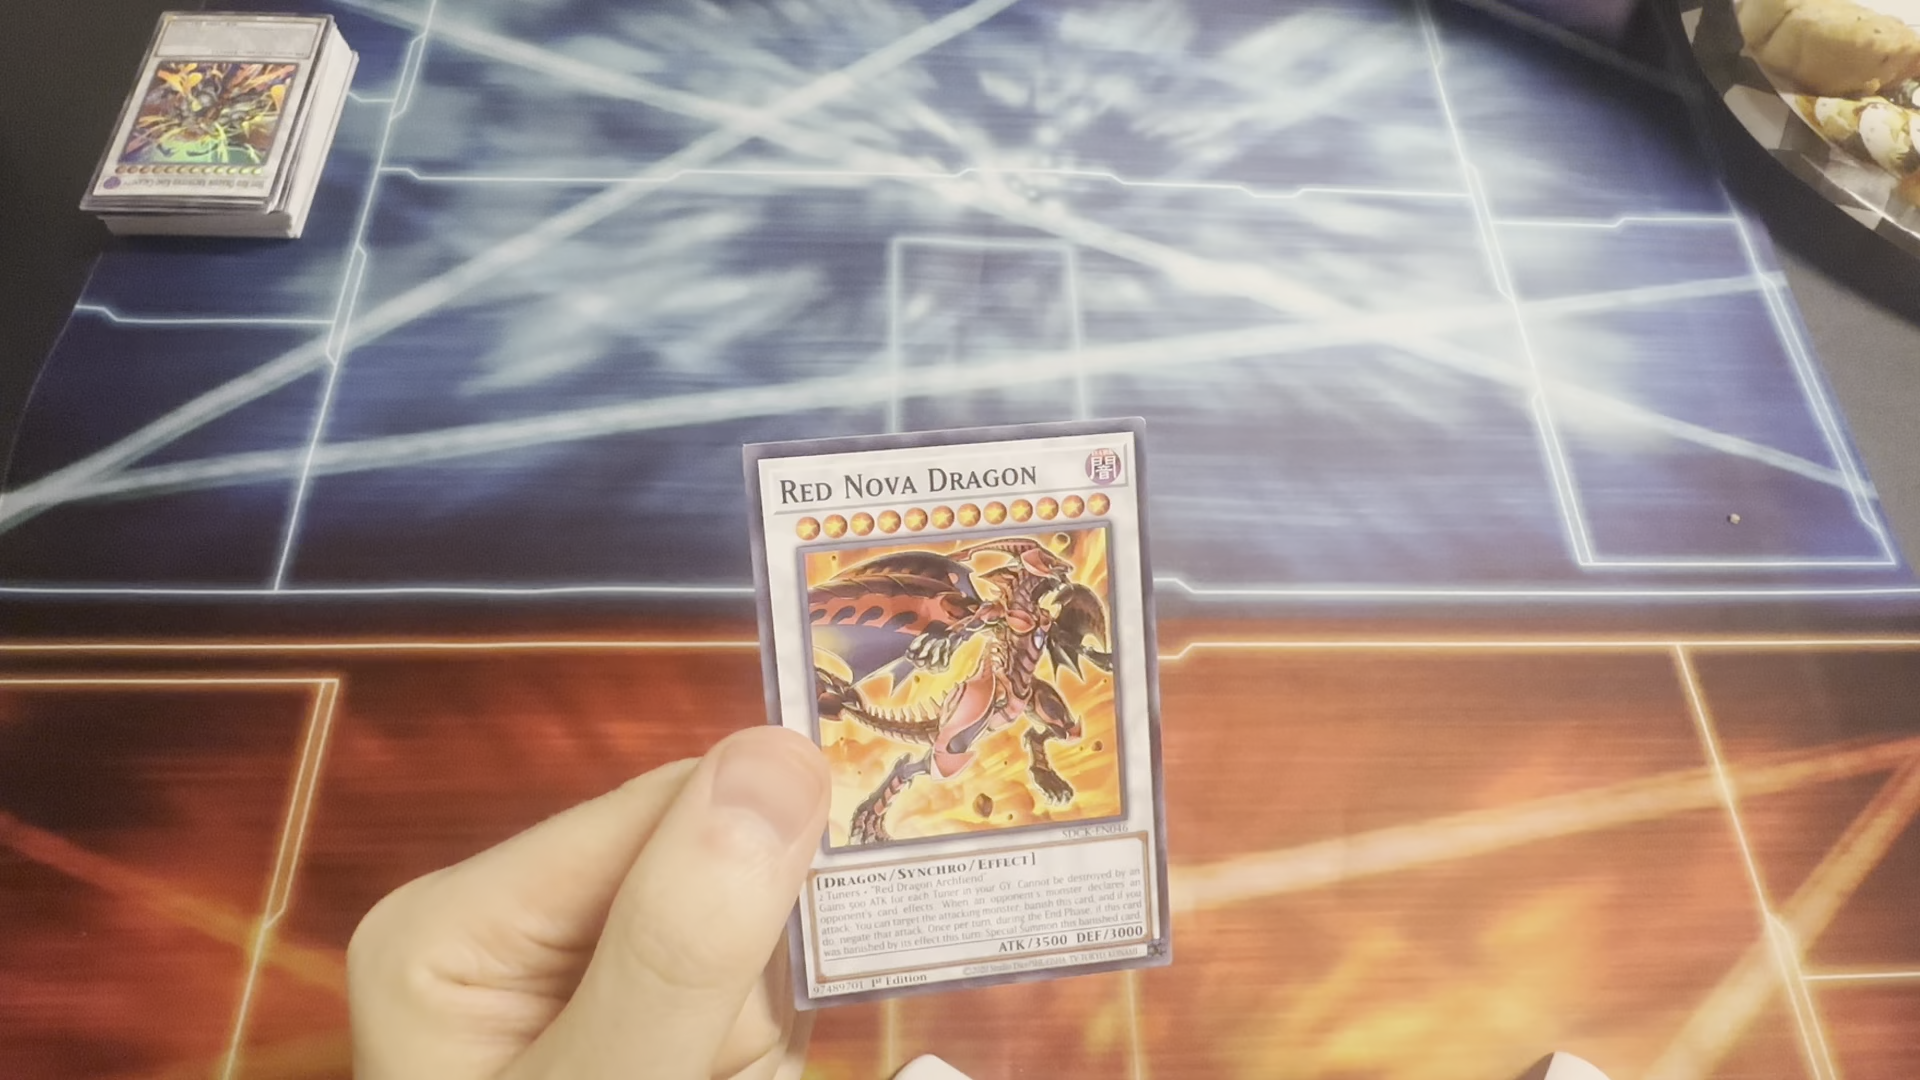 RED NOVA DRAGON
DARK
闇
SDCK-EN046
[DRAGON/SYNCHRO/EFFECT]
2 Tuners + "Red Dragon Archfiend"
Gains 500 ATK for each Tuner in your GY. Cannot be destroyed by an
opponent's card effects. When an opponent's monster declares an
attack: You can target the attacking monster; banish this card, and if you
do, negate that attack. Once per turn, during the End Phase, if this card
was banished by its effect this turn: Special Summon this banished card.
ATK/3500 DEF/3000
97489701 1st Edition